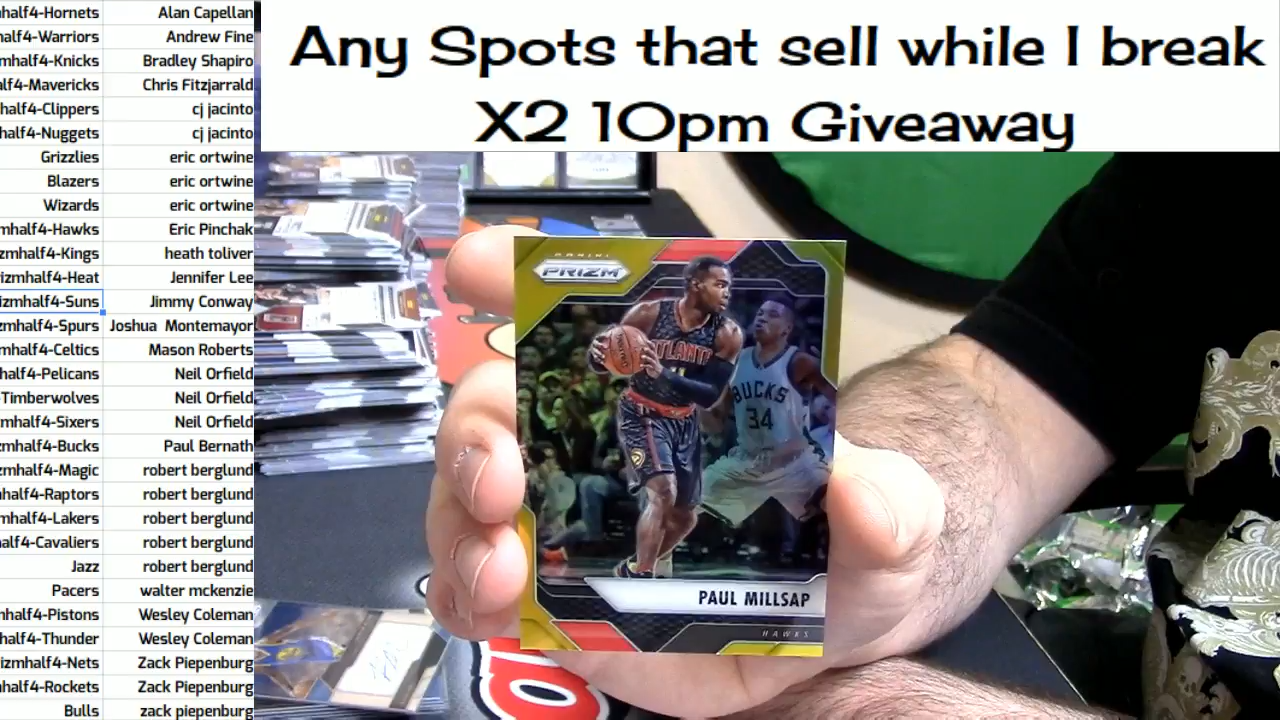 Any Spots that sell while I break
X2 10pm Giveaway
half4-Hornets Alan Capellan
half4-Warriors Andrew Fine
mhalf4-Knicks Bradley Shapiro
alf4-Mavericks Chris Fitzjarrald
half4-Clippers cj jacinto
half4-Nuggets cj jacinto
Grizzlies eric ortwine
Blazers eric ortwine
Wizards eric ortwine
mhalf4-Hawks Eric Pinchak
zmhalf4-Kings heath toliver
rizmhalf4-Heat Jennifer Lee
izmhalf4-Suns Jimmy Conway
zmhalf4-Spurs Joshua Montemayor
mhalf4-Celtics Mason Roberts
half4-Pelicans Neil Orfield
Timberwolves Neil Orfield
mhalf4-Sixers Neil Orfield
zmhalf4-Bucks Paul Bernath
zmhalf4-Magic robert berglund
half4-Raptors robert berglund
mhalf4-Lakers robert berglund
alf4-Cavaliers robert berglund
Jazz robert berglund
Pacers walter mckenzie
nhalf4-Pistons Wesley Coleman
half4-Thunder Wesley Coleman
izmhalf4-Nets Zack Piepenburg
half4-Rockets Zack Piepenburg
Bulls zack piepenburg
PANINI
PRIZM
ATLANTA
BUCKS
34
PAUL MILLSAP
HAWKS